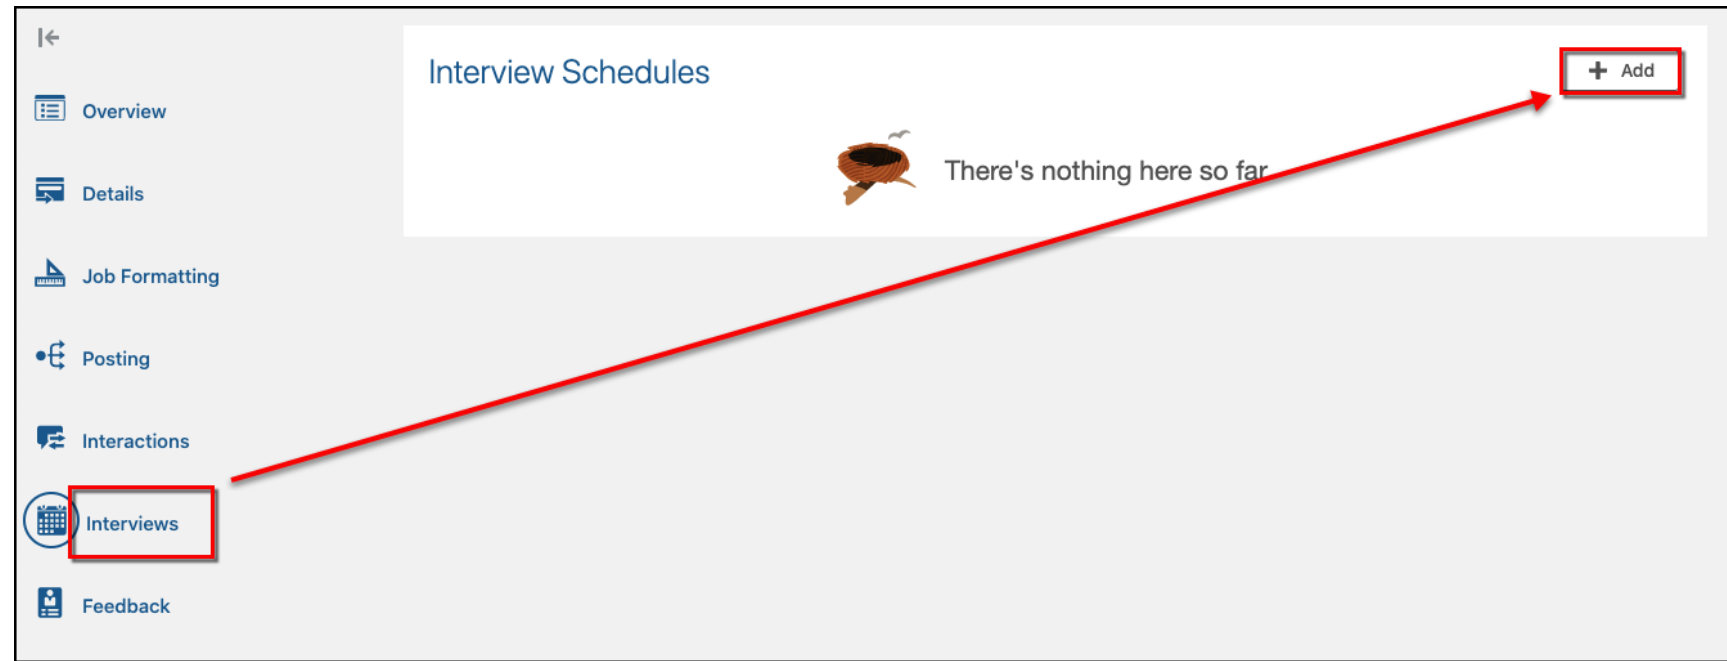 Overview
Details
Job Formatting
Posting
Interactions
Interviews
Feedback
Interview Schedules
+ Add
There's nothing here so far